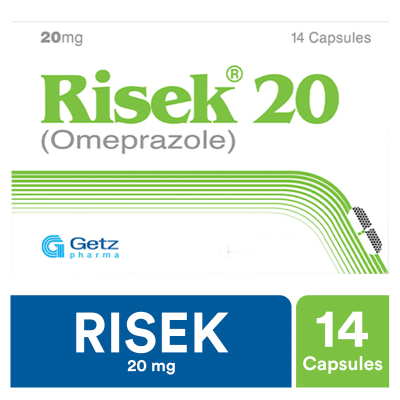 20mg 14 Capsules
Risek® 20
(Omeprazole)
Getz
pharma
RISEK
20 mg
14
Capsules